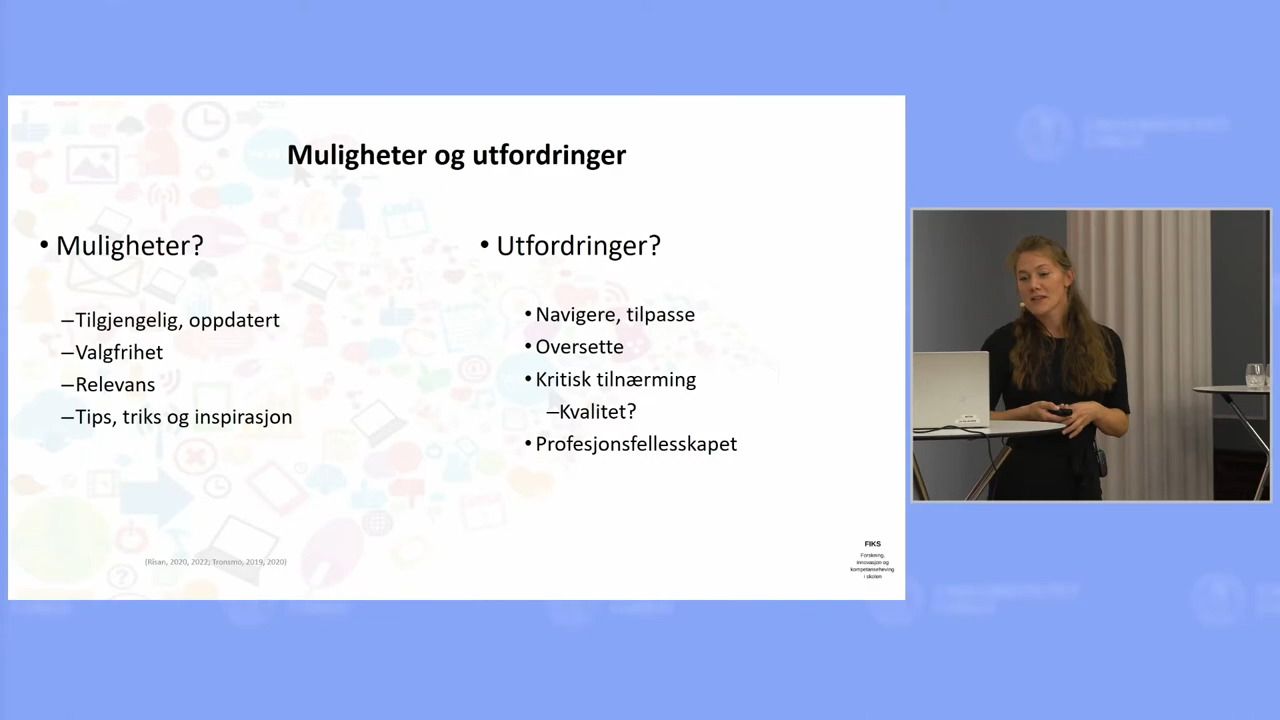 Muligheter og utfordringer
• Muligheter?
–Tilgjengelig, oppdatert
–Valgfrihet
–Relevans
–Tips, triks og inspirasjon
• Utfordringer?
• Navigere, tilpasse
• Oversette
• Kritisk tilnærming
–Kvalitet?
• Profesjonsfellesskapet
(Risan, 2020, 2022; Tronsmo, 2019, 2020)
FIKS
Forskning,
innovasjon og
kompetanseheving
i skolen